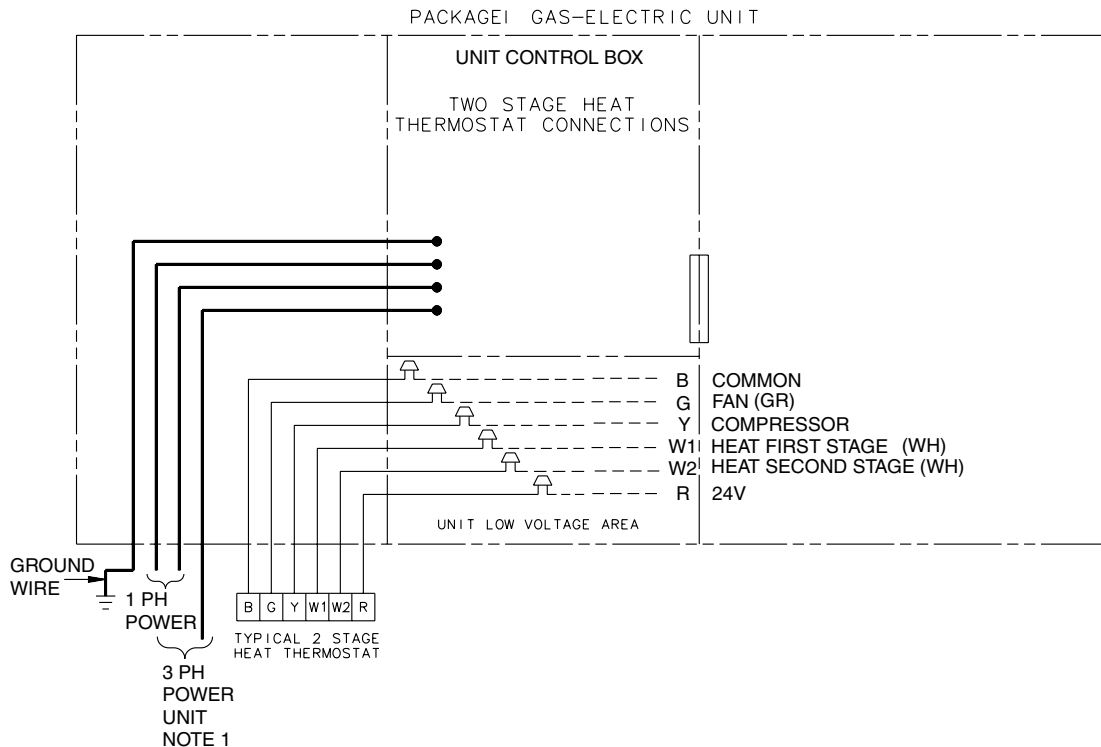 PACKAGEI GAS-ELECTRIC UNIT
UNIT CONTROL BOX
TWO STAGE HEAT
THERMOSTAT CONNECTIONS
B COMMON
G FAN (GR)
Y COMPRESSOR
W1 HEAT FIRST STAGE (WH)
W2 HEAT SECOND STAGE (WH)
R 24V
UNIT LOW VOLTAGE AREA
GROUND
WIRE
1 PH
POWER
B G Y W1 W2 R
TYPICAL 2 STAGE
HEAT THERMOSTAT
3 PH
POWER
UNIT
NOTE 1